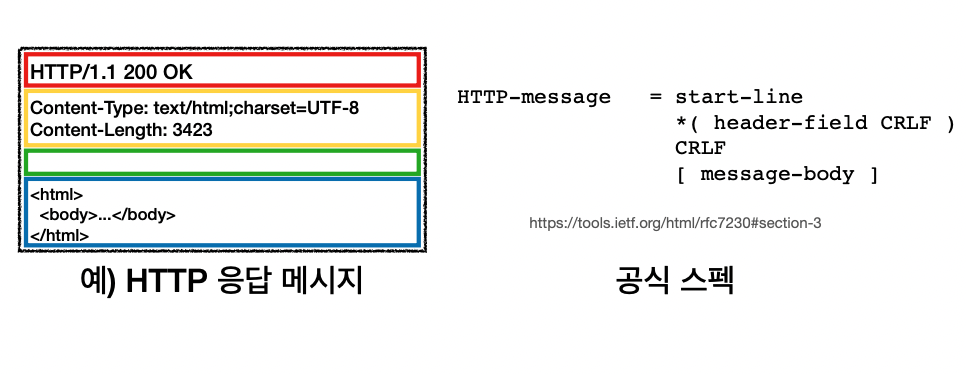 HTTP/1.1 200 OK
Content-Type: text/html;charset=UTF-8
Content-Length: 3423
<html>
<body>...</body>
</html>
예) HTTP 응답 메시지
HTTP-message = start-line
*( header-field CRLF )
CRLF
[ message-body ]
https://tools.ietf.org/html/rfc7230#section-3
공식 스펙